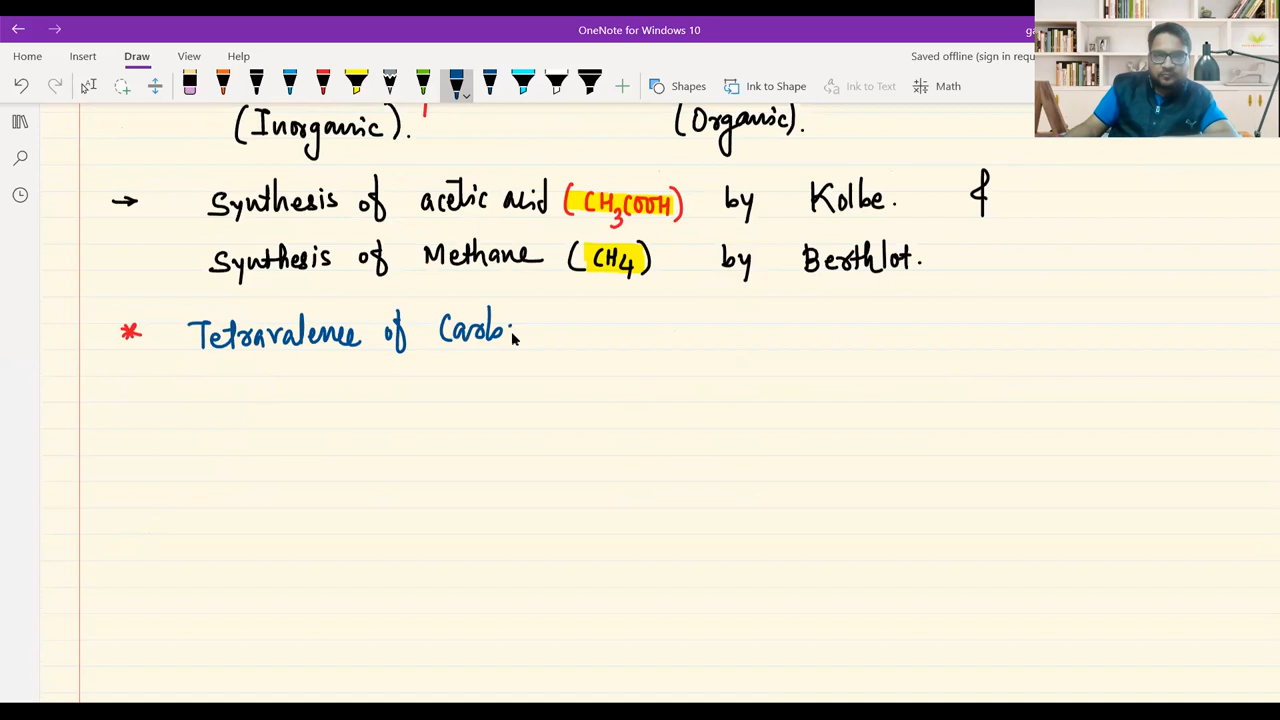 OneNote for Windows 10
ga
Home Insert Draw View Help
Saved offline (sign in requ
Shapes Ink to Shape Ink to Text Math
(Inorganic). (Organic).
→ Synthesis of acetic acid (CH3COOH) by Kolbe. &
Synthesis of Methane (CH4) by Berthlot.
* Tetravalence of Carb